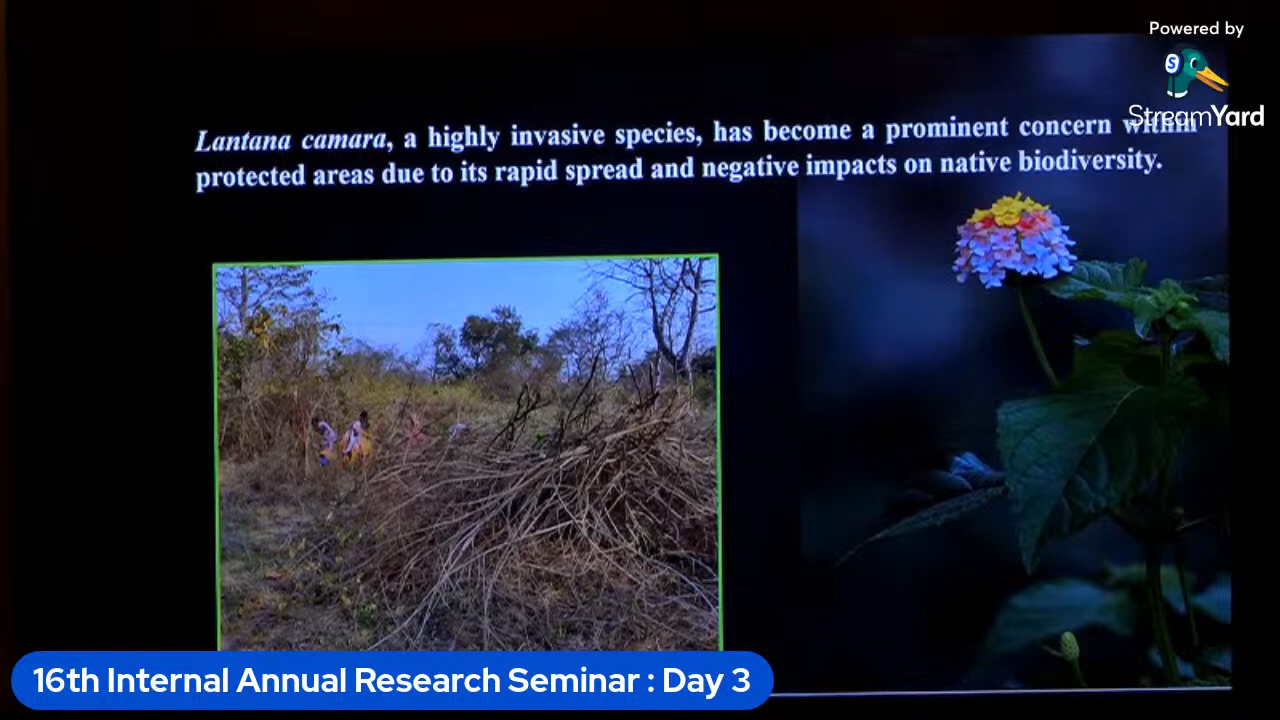 Powered by
StreamYard
Lantana camara, a highly invasive species, has become a prominent concern within
protected areas due to its rapid spread and negative impacts on native biodiversity.
16th Internal Annual Research Seminar : Day 3